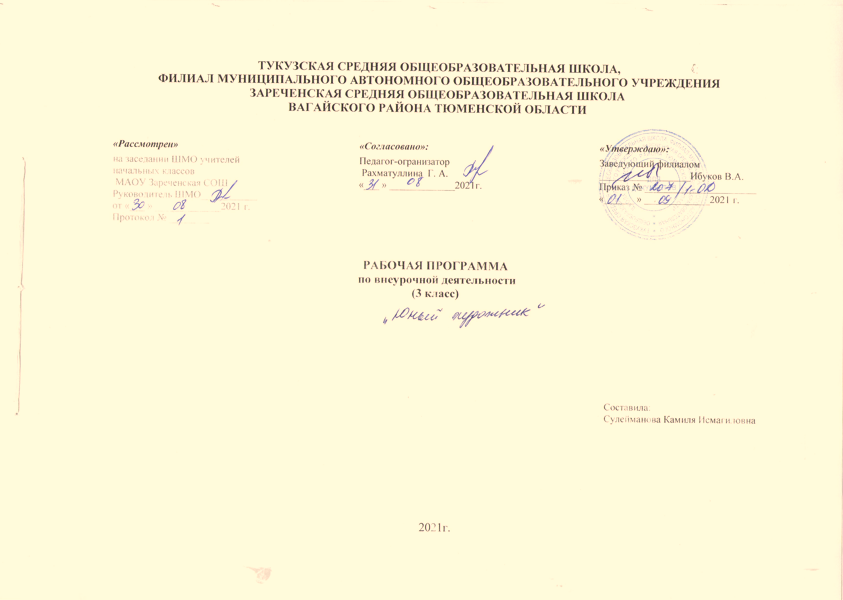 ТУКУЗСКАЯ СРЕДНЯЯ ОБЩЕОБРАЗОВАТЕЛЬНАЯ ШКОЛА,
ФИЛИАЛ МУНИЦИПАЛЬНОГО АВТОНОМНОГО ОБЩЕОБРАЗОВАТЕЛЬНОГО УЧРЕЖДЕНИЯ
ЗАРЕЧЕНСКАЯ СРЕДНЯЯ ОБЩЕОБРАЗОВАТЕЛЬНАЯ ШКОЛА
ВАГАЙСКОГО РАЙОНА ТЮМЕНСКОЙ ОБЛАСТИ
«Рассмотрен»
на заседании ШМО учителей
начальных классов
МАОУ Зареченская СОШ
Руководитель ШМО
от « 30 » 08 2021 г.
Протокол № 1
«Согласовано»:
Педагог-огранизатор
Рахматуллина Г. А.
« 31 » 08 2021г.
«Утверждаю»:
Заведующий филиалом
Ибуков В.А.
Приказ № 107/1-ОД
« 01 » 09 2021 г.
РАБОЧАЯ ПРОГРАММА
по внеурочной деятельности
(3 класс)
„Юный художник"
Составила:
Сулейманова Камиля Исмагиловна
2021г.